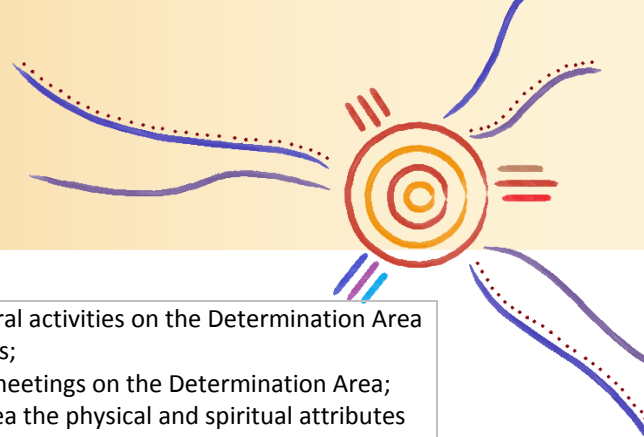 ral activities on the Determination Area
s;
meetings on the Determination Area;
ea the physical and spiritual attributes